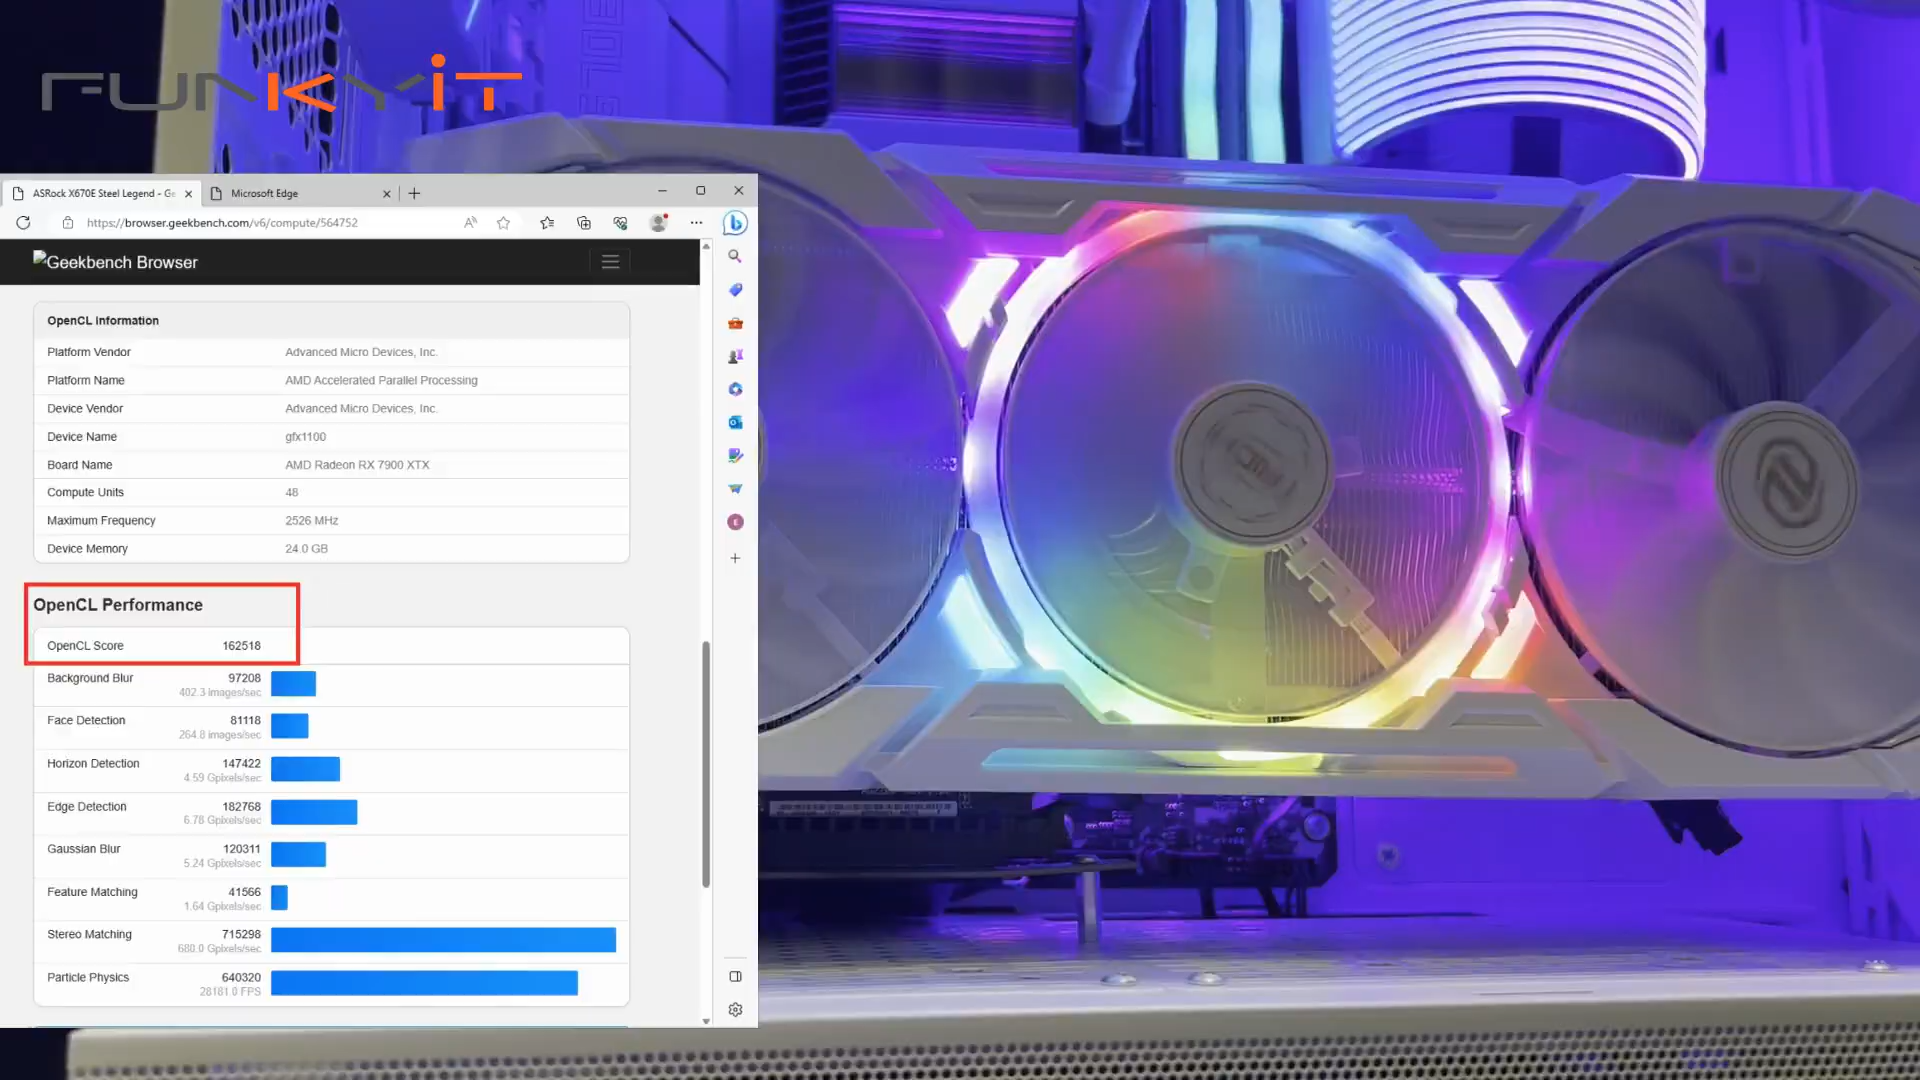 FUNKYiT
ASRock X670E Steel Legend - Ge
Microsoft Edge
https://browser.geekbench.com/v6/compute/564752
Geekbench Browser
OpenCL Information
Platform Vendor Advanced Micro Devices, Inc.
Platform Name AMD Accelerated Parallel Processing
Device Vendor Advanced Micro Devices, Inc.
Device Name gfx1100
Board Name AMD Radeon RX 7900 XTX
Compute Units 48
Maximum Frequency 2526 MHz
Device Memory 24.0 GB
OpenCL Performance
OpenCL Score 162518
Background Blur 97208
402.3 images/sec
Face Detection 81118
264.8 images/sec
Horizon Detection 147422
4.59 Gpixels/sec
Edge Detection 182768
6.78 Gpixels/sec
Gaussian Blur 120311
5.24 Gpixels/sec
Feature Matching 41566
1.64 Gpixels/sec
Stereo Matching 715298
680.0 Gpixels/sec
Particle Physics 640320
28181.0 FPS